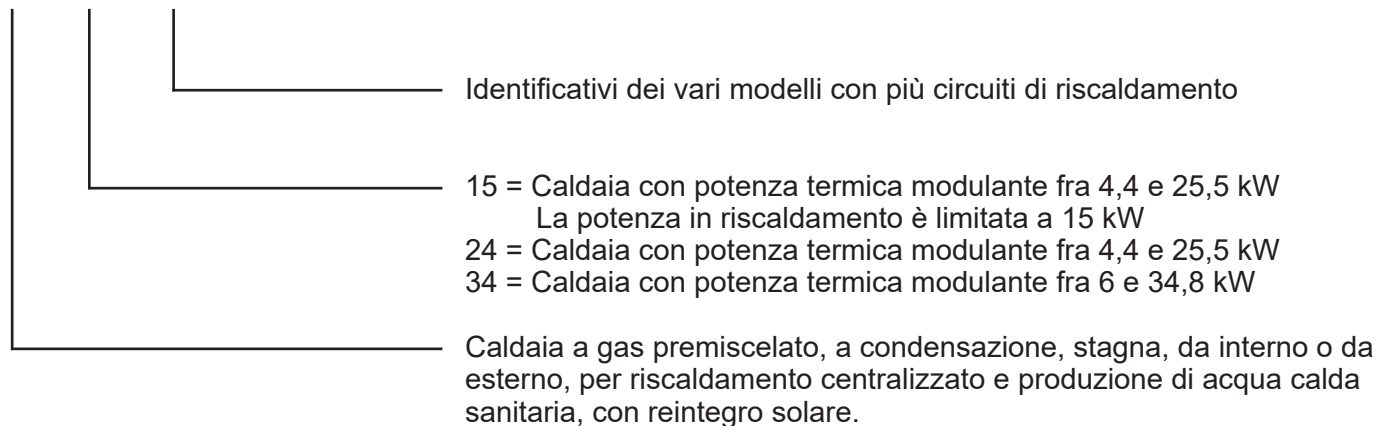 Identificativi dei vari modelli con più circuiti di riscaldamento
15 = Caldaia con potenza termica modulante fra 4,4 e 25,5 kW
La potenza in riscaldamento è limitata a 15 kW
24 = Caldaia con potenza termica modulante fra 4,4 e 25,5 kW
34 = Caldaia con potenza termica modulante fra 6 e 34,8 kW
Caldaia a gas premiscelato, a condensazione, stagna, da interno o da
esterno, per riscaldamento centralizzato e produzione di acqua calda
sanitaria, con reintegro solare.